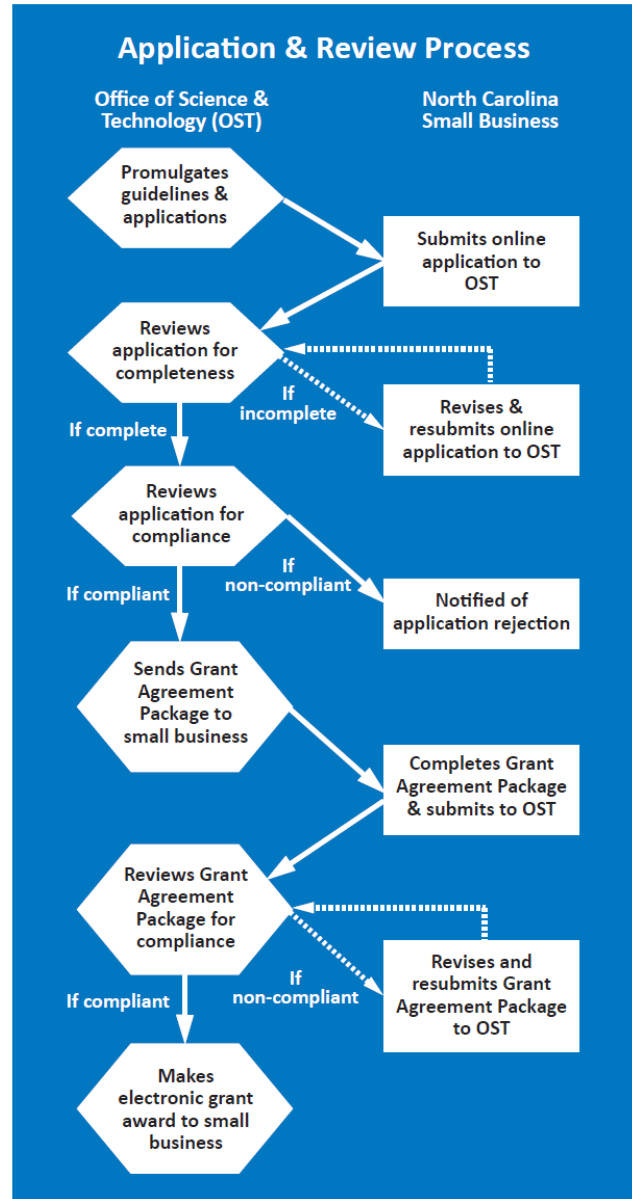 Application & Review Process
Office of Science &
Technology (OST)
North Carolina
Small Business
Promulgates
guidelines &
applications
Submits online
application to
OST
Reviews
application for
completeness
If
incomplete
Revises &
resubmits online
application to OST
If complete
Reviews
application for
compliance
If
non-compliant
Notified of
application rejection
If compliant
Sends Grant
Agreement
Package to
small business
Completes Grant
Agreement Package
& submits to OST
Reviews Grant
Agreement
Package for
compliance
If
non-compliant
Revises and
resubmits Grant
Agreement Package
to OST
If compliant
Makes
electronic grant
award to small
business